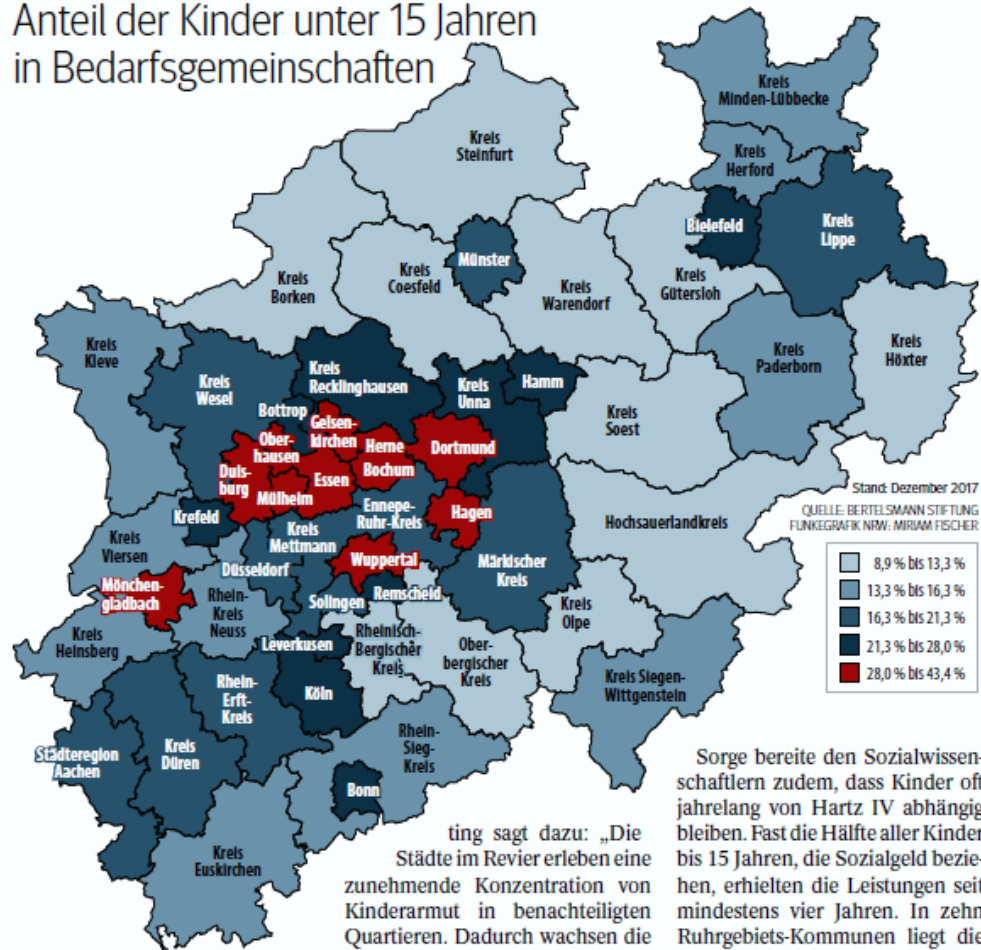 Anteil der Kinder unter 15 Jahren
in Bedarfsgemeinschaften
Kreis
Minden-Lübbecke
Kreis
Steinfurt
Kreis
Herford
Bielefeld
Kreis
Lippe
Münster
Kreis
Borken
Kreis
Coesfeld
Kreis
Warendorf
Kreis
Gütersloh
Kreis
Kleve
Kreis
Wesel
Kreis
Recklinghausen
Kreis
Unna
Hamm
Kreis
Paderborn
Kreis
Höxter
Kreis
Soest
Bottrop
Gelsen-
kirchen
Ober-
hausen
Herne
Dortmund
Duis-
burg
Essen
Bochum
Mülheim
Krefeld
Ennepe-
Ruhr-Kreis
Hagen
Hochsauerlandkreis
Kreis
Viersen
Kreis
Mettmann
Düsseldorf
Wuppertal
Märkischer
Kreis
Mönchen-
gladbach
Rhein-
Kreis
Neuss
Solingen
Remscheid
Kreis
Heinsberg
Leverkusen
Rheinisch-
Bergischer
Kreis
Ober-
bergischer
Kreis
Kreis
Olpe
Kreis Siegen-
Wittgenstein
Rhein-
Erft-
Kreis
Köln
Städteregion
Aachen
Kreis
Düren
Rhein-
Sieg-
Kreis
Bonn
Kreis
Euskirchen
Stand: Dezember 2017
QUELLE: BERTELSMANN STIFTUNG
FUNKEGRAFIK NRW: MIRIAM FISCHER
8,9 % bis 13,3 %
13,3 % bis 16,3 %
16,3 % bis 21,3 %
21,3 % bis 28,0 %
28,0 % bis 43,4 %
ting sagt dazu: „Die
Städte im Revier erleben eine
zunehmende Konzentration von
Kinderarmut in benachteiligten
Quartieren. Dadurch wachsen die
Sorge bereite den Sozialwissen-
schaftlern zudem, dass Kinder oft
jahrelang von Hartz IV abhängig
bleiben. Fast die Hälfte aller Kinder
bis 15 Jahren, die Sozialgeld bezie-
hen, erhielten die Leistungen seit
mindestens vier Jahren. In zehn
Ruhrgebiets-Kommunen liegt die